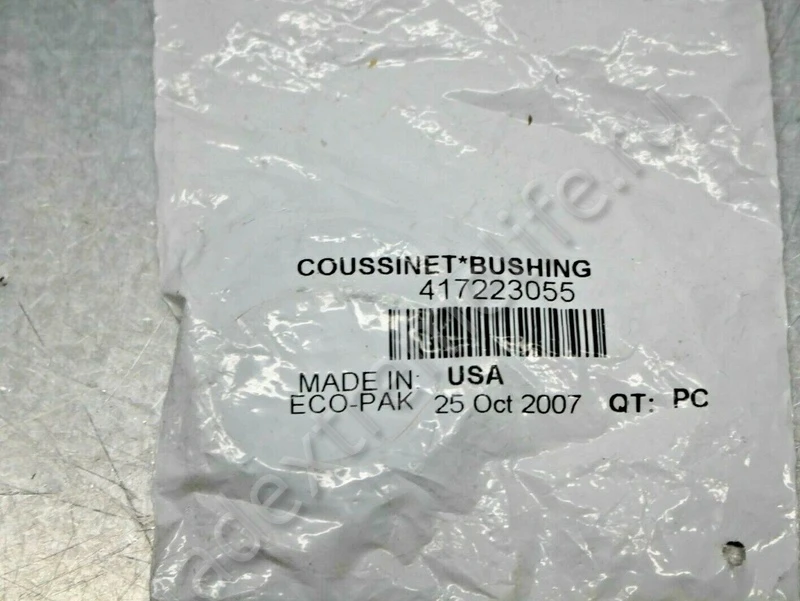 COUSSINET*BUSHING
417223055
MADE IN: USA
ECO-PAK 25 Oct 2007 QT: PC